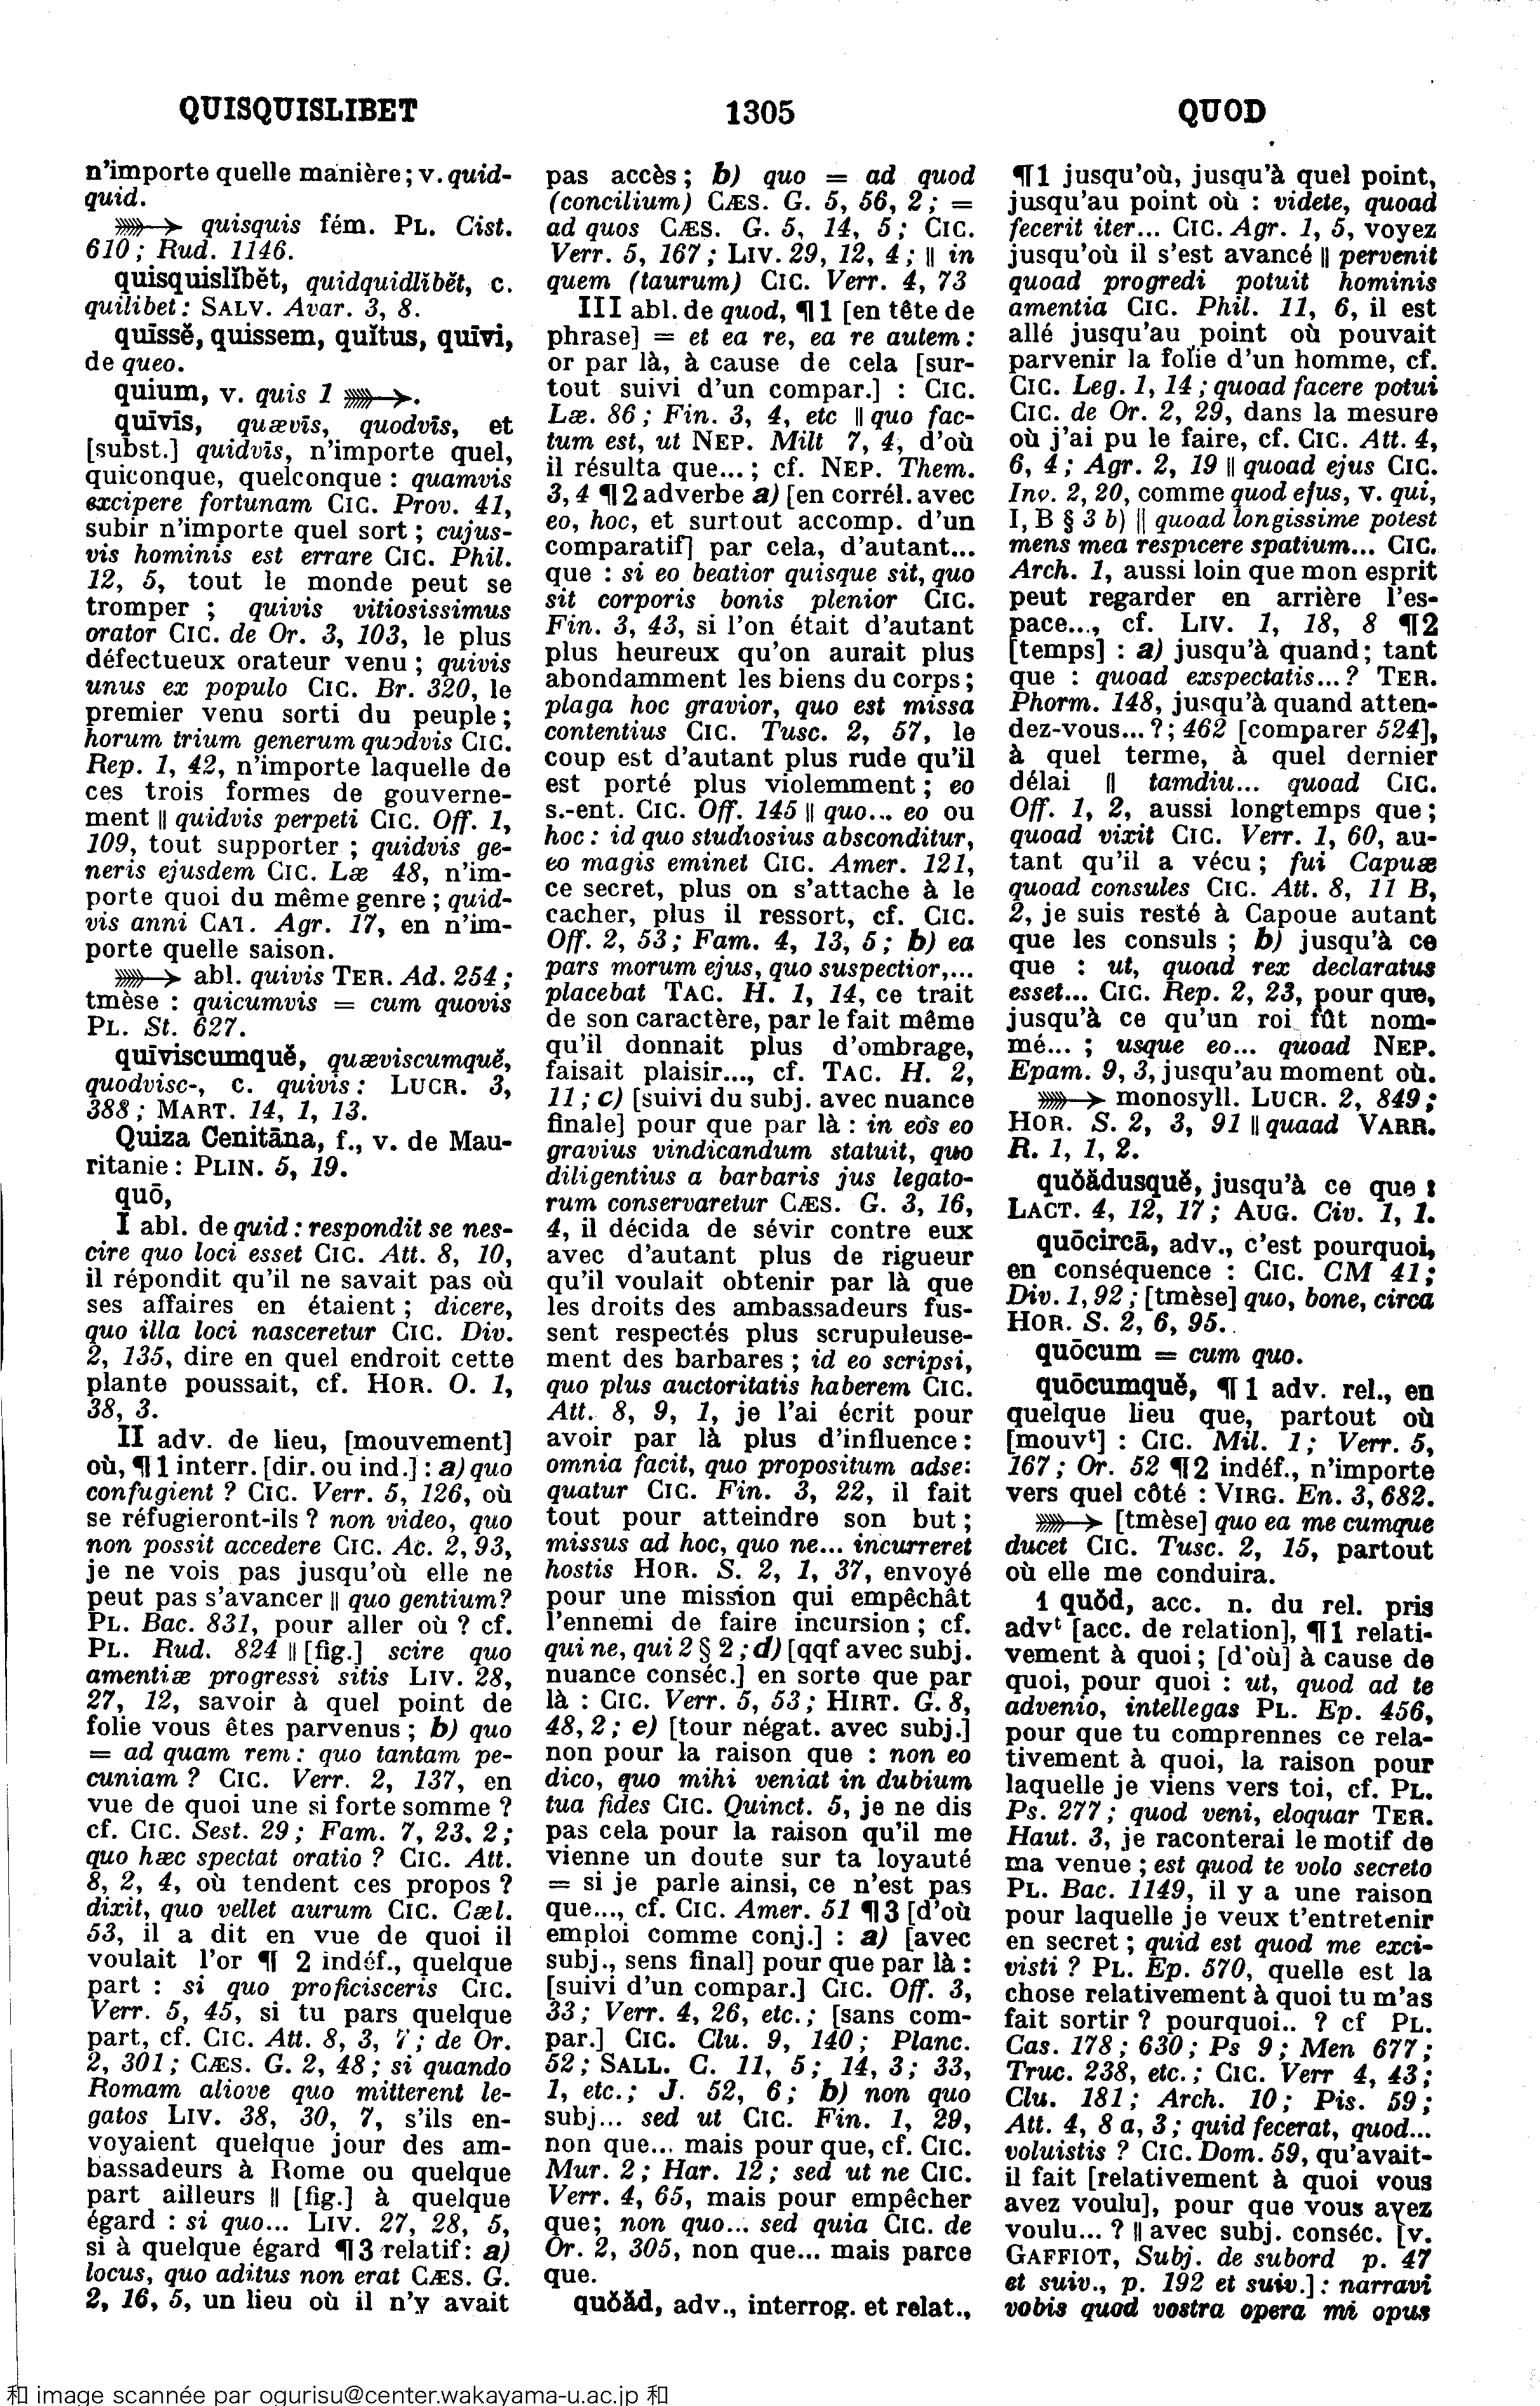 QUISQUISLIBET 1305 QUOD
n'importe quelle manière ; v. quid-
quid.
quisquis fém. PL. Cist.
610 ; Rud. 1146.
quisquislĭbĕt, quidquidlĭbĕt, c.
quilibet : SALV. Avar. 3, 8.
quīssĕ, quissem, quĭtus, quīvi,
de queo.
quium, v. quis 1 .
quīvīs, quævīs, quodvīs, et
[subst.] quidvīs, n'importe quel,
quiconque, quelconque : quamvis
excipere fortunam CIC. Prov. 41,
subir n'importe quel sort ; cujus-
vis hominis est errare CIC. Phil.
12, 5, tout le monde peut se
tromper ; quivis vitiosissimus
orator CIC. de Or. 3, 103, le plus
défectueux orateur venu ; quivis
unus ex populo CIC. Br. 320, le
premier venu sorti du peuple ;
horum trium generum quodvis CIC.
Rep. 1, 42, n'importe laquelle de
ces trois formes de gouverne-
ment || quidvis perpeti CIC. Off. 1,
109, tout supporter ; quidvis ge-
neris ejusdem CIC. Læ 48, n'im-
porte quoi du même genre ; quid-
vis anni CAT. Agr. 17, en n'im-
porte quelle saison.
abl. quivis TER. Ad. 254 ;
tmèse : quicumvis = cum quovis
PL. St. 627.
quīviscumquĕ, quæviscumquĕ,
quodvisc-, c. quivis : LUCR. 3,
388 ; MART. 14, 1, 13.
Quiza Cenitāna, f., v. de Mau-
ritanie : PLIN. 5, 19.
quō,
I abl. de quid : respondit se nes-
cire quo loci esset CIC. Att. 8, 10,
il répondit qu'il ne savait pas où
ses affaires en étaient ; dicere,
quo illa loci nasceretur CIC. Div.
2, 135, dire en quel endroit cette
plante poussait, cf. HOR. O. 1,
38, 3.
II adv. de lieu, [mouvement]
où, ¶1 interr. [dir. ou ind.] : a) quo
confugient ? CIC. Verr. 5, 126, où
se réfugieront-ils ? non video, quo
non possit accedere CIC. Ac. 2, 93,
je ne vois pas jusqu'où elle ne
peut pas s'avancer || quo gentium ?
PL. Bac. 831, pour aller où ? cf.
PL. Rud. 824 || [fig.] scire quo
amentiæ progressi sitis LIV. 28,
27, 12, savoir à quel point de
folie vous êtes parvenus ; b) quo
= ad quam rem : quo tantam pe-
cuniam ? CIC. Verr. 2, 137, en
vue de quoi une si forte somme ?
cf. CIC. Sest. 29 ; Fam. 7, 23, 2 ;
quo hæc spectat oratio ? CIC. Att.
8, 2, 4, où tendent ces propos ?
dixit, quo vellet aurum CIC. Cæl.
53, il a dit en vue de quoi il
voulait l'or ¶ 2 indéf., quelque
part : si quo proficisceris CIC.
Verr. 5, 45, si tu pars quelque
part, cf. CIC. Att. 8, 3, 7 ; de Or.
2, 301 ; CÆS. G. 2, 48 ; si quando
Romam aliove quo mitterent le-
gatos LIV. 38, 30, 7, s'ils en-
voyaient quelque jour des am-
bassadeurs à Rome ou quelque
part ailleurs || [fig.] à quelque
égard : si quo... LIV. 27, 28, 5,
si à quelque égard ¶3 relatif : a)
locus, quo aditus non erat CÆS. G.
2, 16, 5, un lieu où il n'y avait
pas accès ; b) quo = ad quod
(concilium) CÆS. G. 5, 56, 2 ; =
ad quos CÆS. G. 5, 14, 5 ; CIC.
Verr. 5, 167 ; LIV. 29, 12, 4 ; || in
quem (taurum) CIC. Verr. 4, 73
III abl. de quod, ¶1 [en tête de
phrase] = et ea re, ea re autem :
or par là, à cause de cela [sur-
tout suivi d'un compar.] : CIC.
Læ. 86 ; Fin. 3, 4, etc || quo fac-
tum est, ut NEP. Milt 7, 4, d'où
il résulta que... ; cf. NEP. Them.
3, 4 ¶2 adverbe a) [en corrél. avec
eo, hoc, et surtout accomp. d'un
comparatif] par cela, d'autant...
que : si eo beatior quisque sit, quo
sit corporis bonis plenior CIC.
Fin. 3, 43, si l'on était d'autant
plus heureux qu'on aurait plus
abondamment les biens du corps ;
plaga hoc gravior, quo est missa
contentius CIC. Tusc. 2, 57, le
coup est d'autant plus rude qu'il
est porté plus violemment ; eo
s.-ent. CIC. Off. 145 || quo... eo ou
hoc : id quo studiosius absconditur,
eo magis eminet CIC. Amer. 121,
ce secret, plus on s'attache à le
cacher, plus il ressort, cf. CIC.
Off. 2, 53 ; Fam. 4, 13, 5 ; b) ea
pars morum ejus, quo suspectior,...
placebat TAC. H. 1, 14, ce trait
de son caractère, par le fait même
qu'il donnait plus d'ombrage,
faisait plaisir..., cf. TAC. H. 2,
11 ; c) [suivi du subj. avec nuance
finale] pour que par là : in eos eo
gravius vindicandum statuit, quo
diligentius a barbaris jus legato-
rum conservaretur CÆS. G. 3, 16,
4, il décida de sévir contre eux
avec d'autant plus de rigueur
qu'il voulait obtenir par là que
les droits des ambassadeurs fus-
sent respectés plus scrupuleuse-
ment des barbares ; id eo scripsi,
quo plus auctoritatis haberem CIC.
Att. 8, 9, 1, je l'ai écrit pour
avoir par là plus d'influence :
omnia facit, quo propositum adse:
quatur CIC. Fin. 3, 22, il fait
tout pour atteindre son but ;
missus ad hoc, quo ne... incurreret
hostis HOR. S. 2, 1, 37, envoyé
pour une mission qui empêchât
l'ennemi de faire incursion ; cf.
qui ne, qui 2 § 2 ; d) [qqf avec subj.
nuance conséc.] en sorte que par
là : CIC. Verr. 5, 53 ; HIRT. G. 8,
48, 2 ; e) [tour négat. avec subj.]
non pour la raison que : non eo
dico, quo mihi veniat in dubium
tua fides CIC. Quinct. 5, je ne dis
pas cela pour la raison qu'il me
vienne un doute sur ta loyauté
= si je parle ainsi, ce n'est pas
que..., cf. CIC. Amer. 51 ¶3 [d'où
emploi comme conj.] : a) [avec
subj., sens final] pour que par là :
[suivi d'un compar.] CIC. Off. 3,
33 ; Verr. 4, 26, etc. ; [sans com-
par.] CIC. Clu. 9, 140 ; Planc.
52 ; SALL. C. 11, 5 ; 14, 3 ; 33,
1, etc. ; J. 52, 6 ; b) non quo
subj... sed ut CIC. Fin. 1, 29,
non que... mais pour que, cf. CIC.
Mur. 2 ; Har. 12 ; sed ut ne CIC.
Verr. 4, 65, mais pour empêcher
que; non quo... sed quia CIC. de
Or. 2, 305, non que... mais parce
que.
quŏăd, adv., interrog. et relat.,
¶1 jusqu'où, jusqu'à quel point,
jusqu'au point où : videte, quoad
fecerit iter... CIC. Agr. 1, 5, voyez
jusqu'où il s'est avancé || pervenit
quoad progredi potuit hominis
amentia CIC. Phil. 11, 6, il est
allé jusqu'au point où pouvait
parvenir la folie d'un homme, cf.
CIC. Leg. 1, 14 ; quoad facere potui
CIC. de Or. 2, 29, dans la mesure
où j'ai pu le faire, cf. CIC. Att. 4,
6, 4 ; Agr. 2, 19 || quoad ejus CIC.
Inv. 2, 20, comme quod ejus, v. qui,
I, B § 3 b) || quoad longissime potest
mens mea respicere spatium... CIC.
Arch. 1, aussi loin que mon esprit
peut regarder en arrière l'es-
pace..., cf. LIV. 1, 18, 8 ¶2
[temps] : a) jusqu'à quand ; tant
que : quoad exspectatis... ? TER.
Phorm. 148, jusqu'à quand atten-
dez-vous... ? ; 462 [comparer 524],
à quel terme, à quel dernier
délai || tamdiu... quoad CIC.
Off. 1, 2, aussi longtemps que ;
quoad vixit CIC. Verr. 1, 60, au-
tant qu'il a vécu ; fui Capuæ
quoad consules CIC. Att. 8, 11 B,
2, je suis resté à Capoue autant
que les consuls ; b) jusqu'à ce
que : ut, quoad rex declaratus
esset... CIC. Rep. 2, 23, pour que,
jusqu'à ce qu'un roi fût nom-
mé... ; usque eo... quoad NEP.
Epam. 9, 3, jusqu'au moment où.
monosyll. LUCR. 2, 849 ;
HOR. S. 2, 3, 91 || quaad VARR.
R. 1, 1, 2.
quŏădusquĕ, jusqu'à ce que :
LACT. 4, 12, 17 ; AUG. Civ. 1, 1.
quōcircā, adv., c'est pourquoi,
en conséquence : CIC. CM 41 ;
Div. 1, 92 ; [tmèse] quo, bone, circa
HOR. S. 2, 6, 95.
quōcum = cum quo.
quōcumquĕ, ¶ 1 adv. rel., en
quelque lieu que, partout où
[mouvt] : CIC. Mil. 1 ; Verr. 5,
167 ; Or. 52 ¶2 indéf., n'importe
vers quel côté : VIRG. En. 3, 682.
[tmèse] quo ea me cumque
ducet CIC. Tusc. 2, 15, partout
où elle me conduira.
1 quŏd, acc. n. du rel. pris
advt [acc. de relation], ¶1 relati-
vement à quoi ; [d'où] à cause de
quoi, pour quoi : ut, quod ad te
advenio, intellegas PL. Ep. 456,
pour que tu comprennes ce rela-
tivement à quoi, la raison pour
laquelle je viens vers toi, cf. PL.
Ps. 277 ; quod veni, eloquar TER.
Haut. 3, je raconterai le motif de
ma venue ; est quod te volo secreto
PL. Bac. 1149, il y a une raison
pour laquelle je veux t'entretenir
en secret ; quid est quod me exci-
visti ? PL. Ep. 570, quelle est la
chose relativement à quoi tu m'as
fait sortir ? pourquoi.. ? cf PL.
Cas. 178 ; 630 ; Ps 9 ; Men 677 ;
Truc. 238, etc. ; CIC. Verr 4, 43 ;
Clu. 181 ; Arch. 10 ; Pis. 59 ;
Att. 4, 8 a, 3 ; quid fecerat, quod...
voluistis ? CIC. Dom. 59, qu'avait-
il fait [relativement à quoi vous
avez voulu], pour que vous ayez
voulu... ? || avec subj. conséc. [v.
GAFFIOT, Subj. de subord p. 47
et suiv., p. 192 et suiv.] : narravi
vobis quod vostra opera mi opus
和 image scannée par ogurisu@center.wakayama-u.ac.jp 和